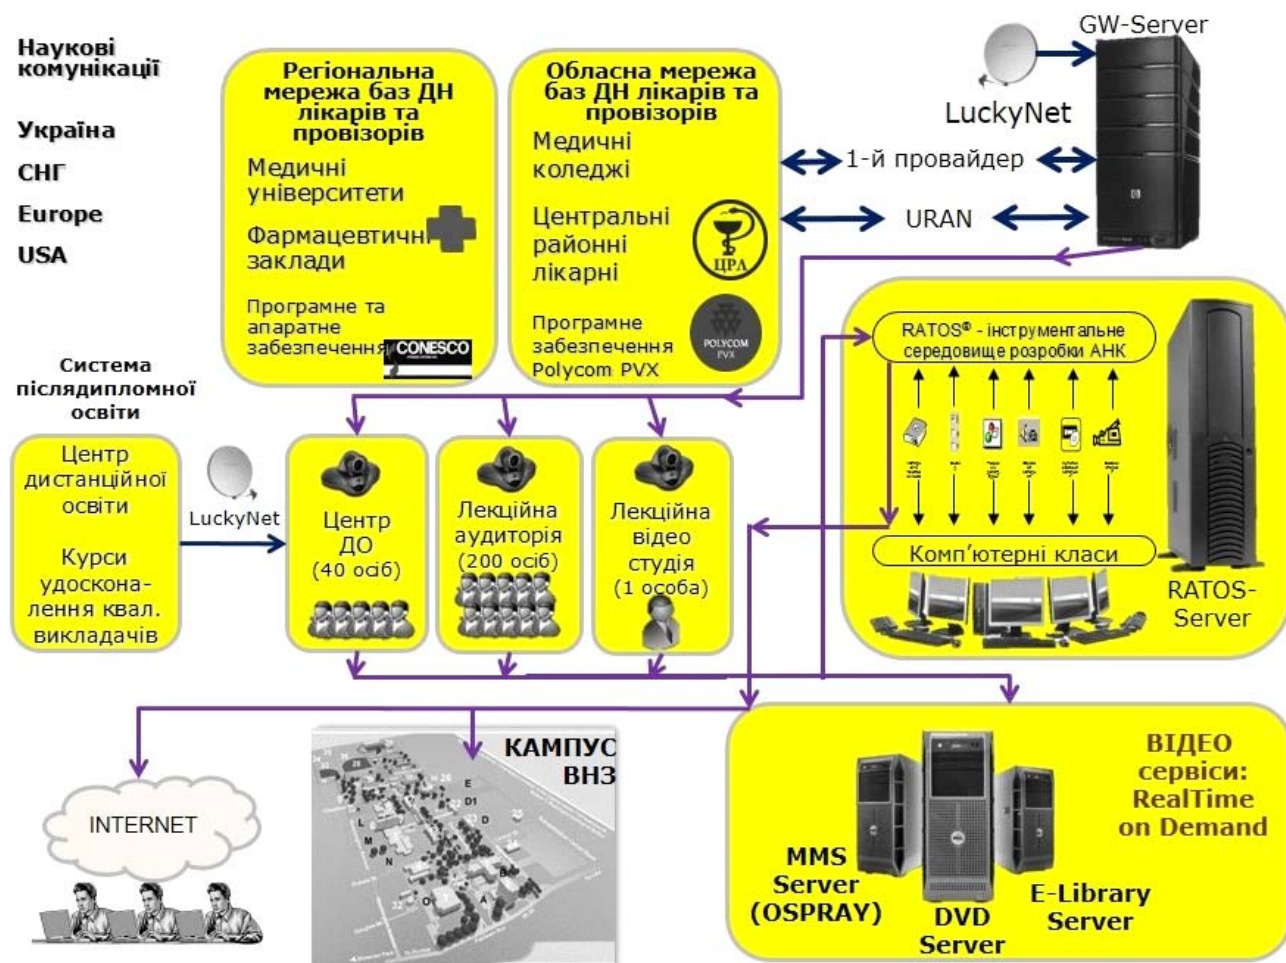 Наукові
комунікації
Україна
СНГ
Europe
USA
Регіональна
мережа баз ДН
лікарів та
провізорів
Медичні
університети
Фармацевтичні
заклади
Програмне та
апаратне
забезпечення
CONESCO
Обласна мережа
баз ДН лікарів та
провізорів
Медичні
коледжі
Центральні
районні
лікарні
ЦРЛ
Програмне
забезпечення
Polycom PVX
POLYCOM
PVX
GW-Server
LuckyNet
1-й провайдер
URAN
Система
післядипломної
освіти
Центр
дистанційної
освіти
Курси
удоскона-
лення квал.
викладачів
LuckyNet
Центр
ДО
(40 осіб)
Лекційна
аудиторія
(200 осіб)
Лекційна
відео
студія
(1 особа)
RATOS® - інструментальне
середовище розробки АНК
Комп’ютерні класи
RATOS-
Server
INTERNET
КАМПУС
ВНЗ
26
E
D1
D
L
M
N
O
A
B
32
ВІДЕО
сервіси:
RealTime
on Demand
MMS
Server
(OSPRAY)
DVD
Server
E-Library
Server